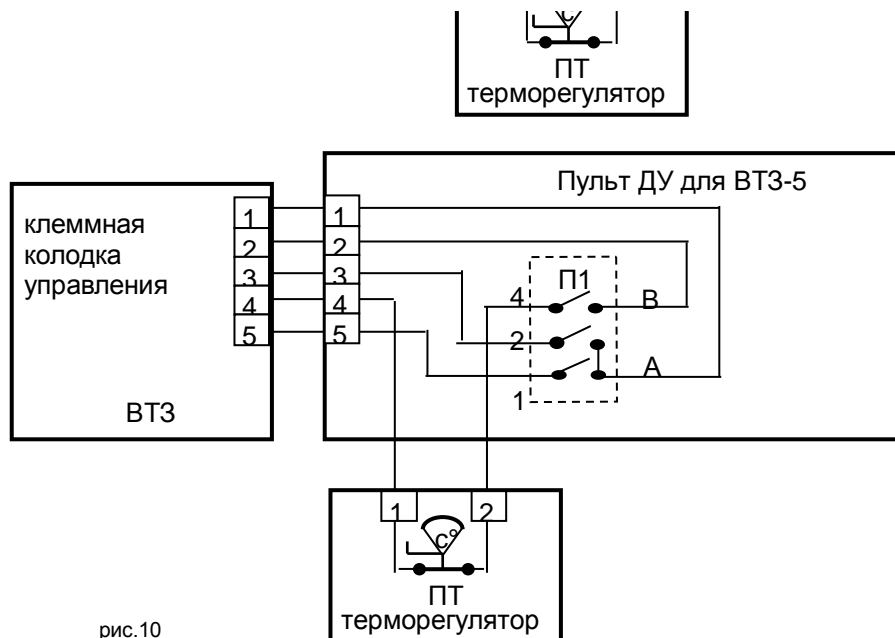 c
ПТ
терморегулятор
Пульт ДУ для ВТЗ-5
клеммная
колодка
управления
1
2
3
4
5
1
2
3
4
5
П1
4
2
1
В
А
ВТЗ
1
2
c°
ПТ
терморегулятор
рис.10